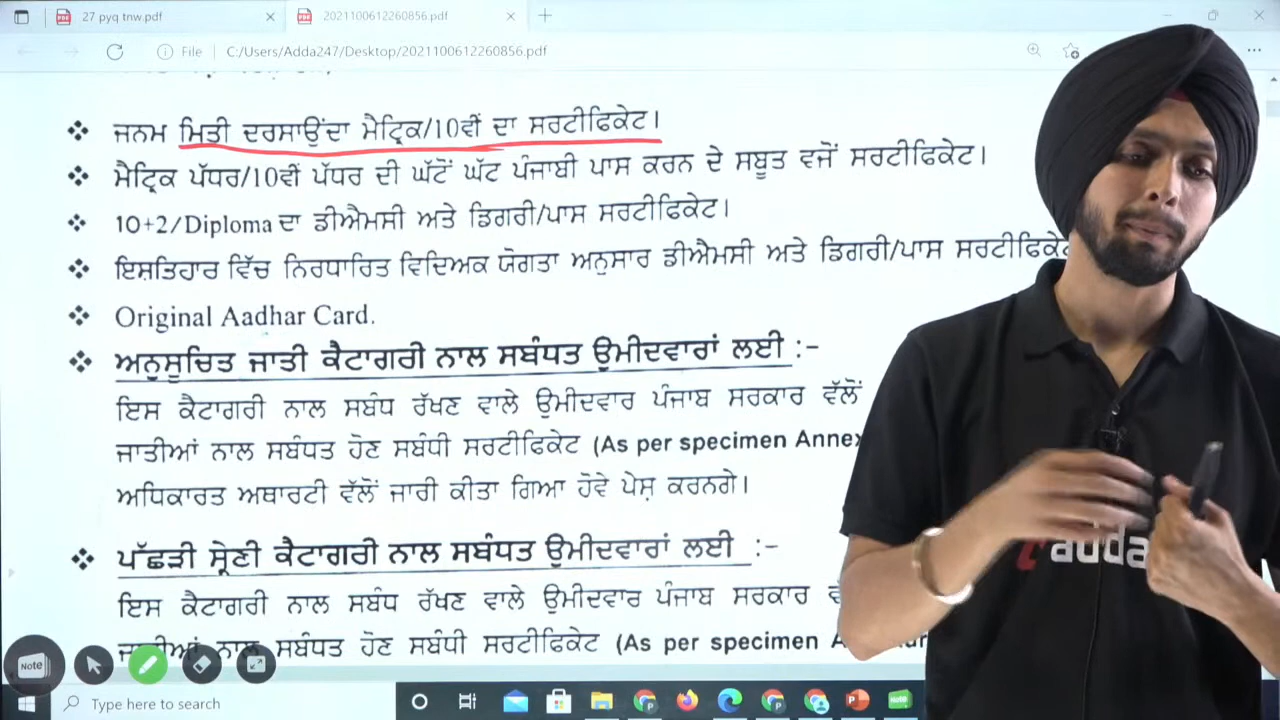 27 pyq tnw.pdf
2021100612260856.pdf
File
C:/Users/Adda247/Desktop/2021100612260856.pdf
❖ ਜਨਮ ਮਿਤੀ ਦਰਸਾਉਂਦਾ ਮੈਟ੍ਰਿਕ/10ਵੀਂ ਦਾ ਸਰਟੀਫਿਕੇਟ।
❖ ਮੈਟ੍ਰਿਕ ਪੱਧਰ/10ਵੀਂ ਪੱਧਰ ਦੀ ਘੱਟੋਂ ਘੱਟ ਪੰਜਾਬੀ ਪਾਸ ਕਰਨ ਦੇ ਸਬੂਤ ਵਜੋਂ ਸਰਟੀਫਿਕੇਟ।
❖ 10+2/Diploma ਦਾ ਡੀਐਮਸੀ ਅਤੇ ਡਿਗਰੀ/ਪਾਸ ਸਰਟੀਫਿਕੇਟ।
❖ ਇਸ਼ਤਿਹਾਰ ਵਿੱਚ ਨਿਰਧਾਰਿਤ ਵਿਦਿਅਕ ਯੋਗਤਾ ਅਨੁਸਾਰ ਡੀਐਮਸੀ ਅਤੇ ਡਿਗਰੀ/ਪਾਸ
❖ Original Aadhar Card.
❖ ਅਨੁਸੂਚਿਤ ਜਾਤੀ ਕੈਟਾਗਰੀ ਨਾਲ ਸਬੰਧਤ ਉਮੀਦਵਾਰਾਂ ਲਈ :-
ਇਸ ਕੈਟਾਗਰੀ ਨਾਲ ਸਬੰਧ ਰੱਖਣ ਵਾਲੇ ਉਮੀਦਵਾਰ ਪੰਜਾਬ ਸਰਕਾਰ ਵੱਲੋਂ
ਜਾਤੀਆਂ ਨਾਲ ਸਬੰਧਤ ਹੋਣ ਸਬੰਧੀ ਸਰਟੀਫਿਕੇਟ (As per specimen
ਅਧਿਕਾਰਤ ਅਥਾਰਟੀ ਵੱਲੋਂ ਜਾਰੀ ਕੀਤਾ ਗਿਆ ਹੋਵੇ ਪੇਸ਼ ਕਰਨਗੇ।
❖ ਪੱਛੜੀ ਸ਼੍ਰੇਣੀ ਕੈਟਾਗਰੀ ਨਾਲ ਸਬੰਧਤ ਉਮੀਦਵਾਰਾਂ ਲਈ :-
ਇਸ ਕੈਟਾਗਰੀ ਨਾਲ ਸਬੰਧ ਰੱਖਣ ਵਾਲੇ ਉਮੀਦਵਾਰ ਪੰਜਾਬ ਸਰਕਾਰ
ਜਾਤੀਆਂ ਨਾਲ ਸਬੰਧਤ ਹੋਣ ਸਬੰਧੀ ਸਰਟੀਫਿਕੇਟ (As per specimen
adda
Note
Type here to search